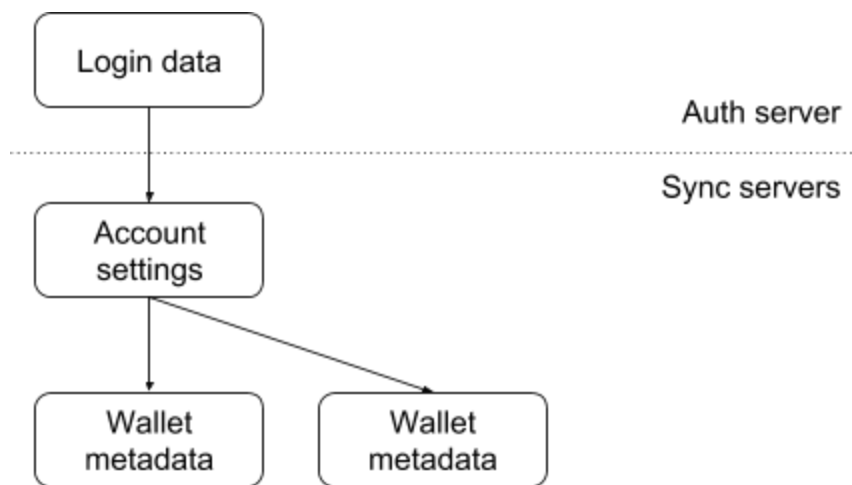 Login data
Auth server
Sync servers
Account
settings
Wallet
metadata
Wallet
metadata